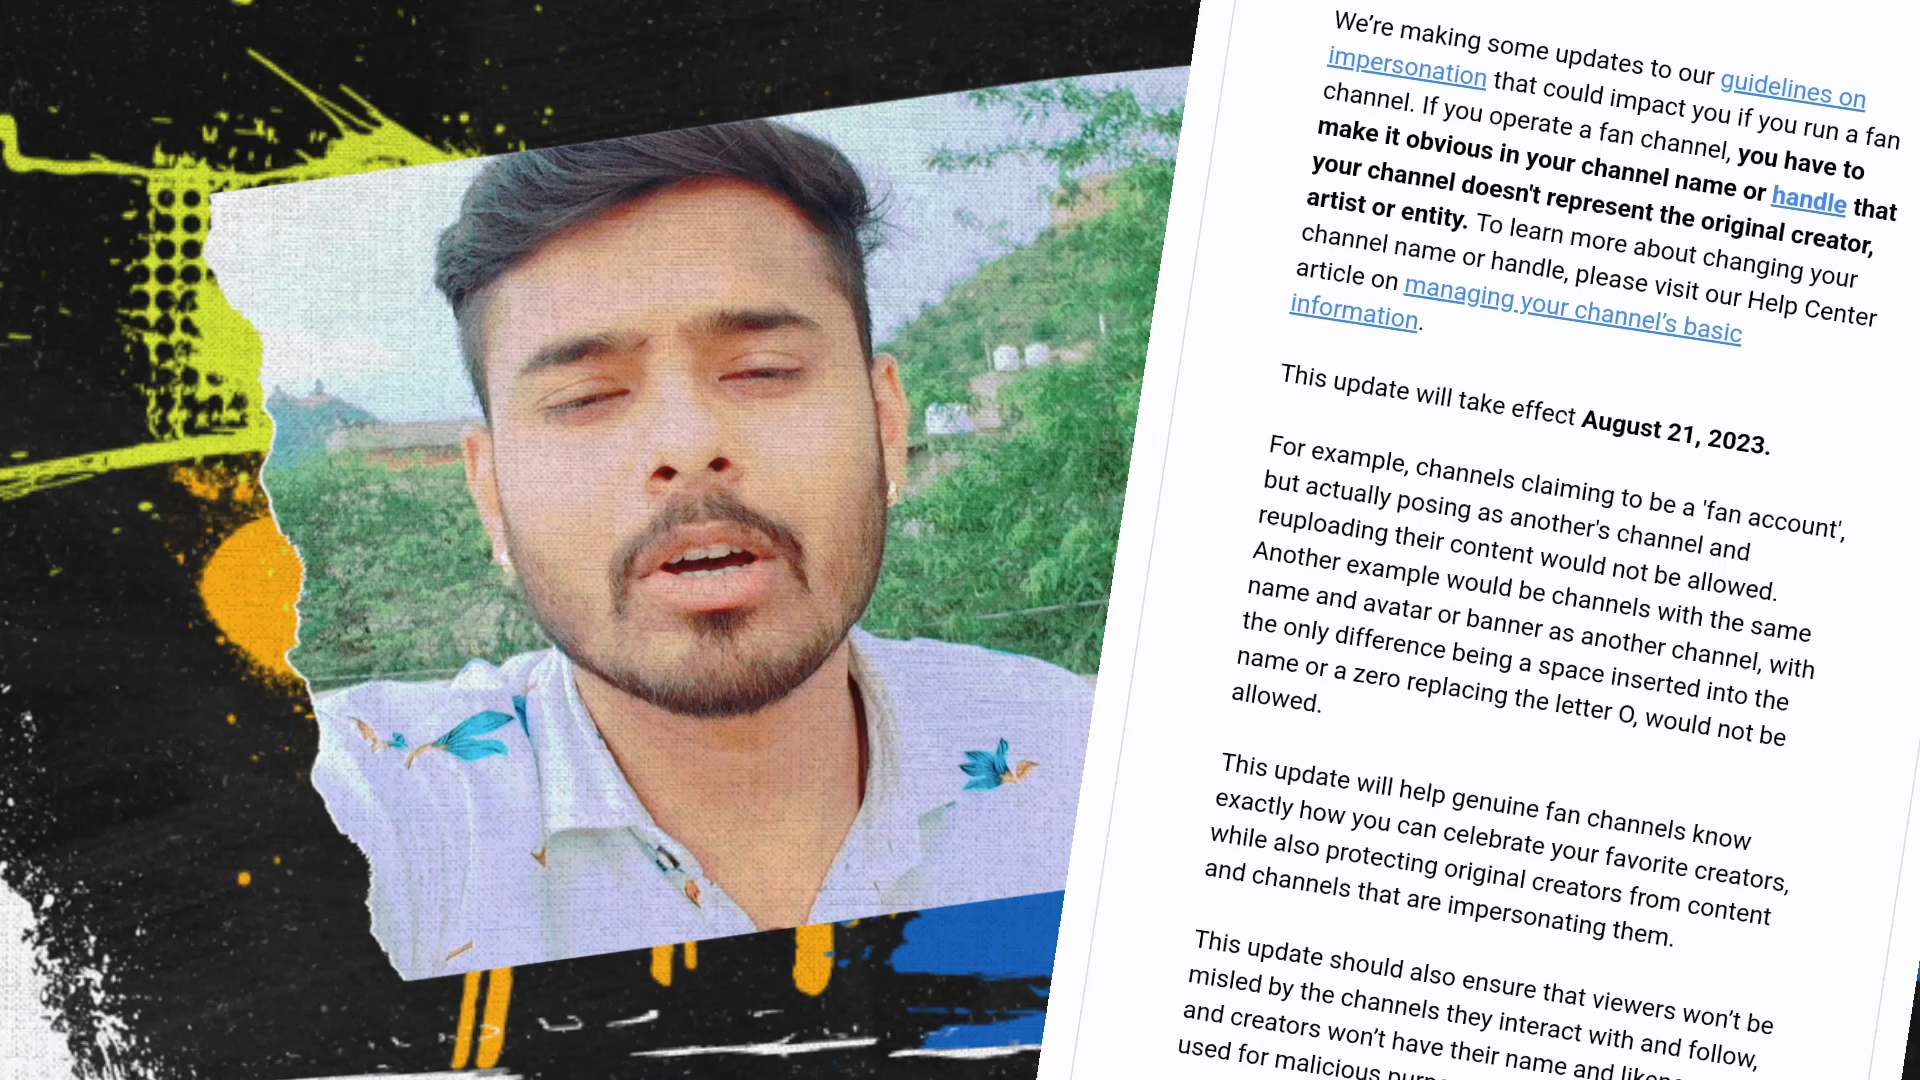 We’re making some updates to our guidelines on
impersonation that could impact you if you run a fan
channel. If you operate a fan channel, you have to
make it obvious in your channel name or handle that
your channel doesn't represent the original creator,
artist or entity. To learn more about changing your
channel name or handle, please visit our Help Center
article on managing your channel’s basic
information.
This update will take effect August 21, 2023.
For example, channels claiming to be a 'fan account',
but actually posing as another's channel and
reuploading their content would not be allowed.
Another example would be channels with the same
name and avatar or banner as another channel, with
the only difference being a space inserted into the
name or a zero replacing the letter O, would not be
allowed.
This update will help genuine fan channels know
exactly how you can celebrate your favorite creators,
while also protecting original creators from content
and channels that are impersonating them.
This update should also ensure that viewers won’t be
misled by the channels they interact with and follow,
and creators won’t have their name and
used for malicious